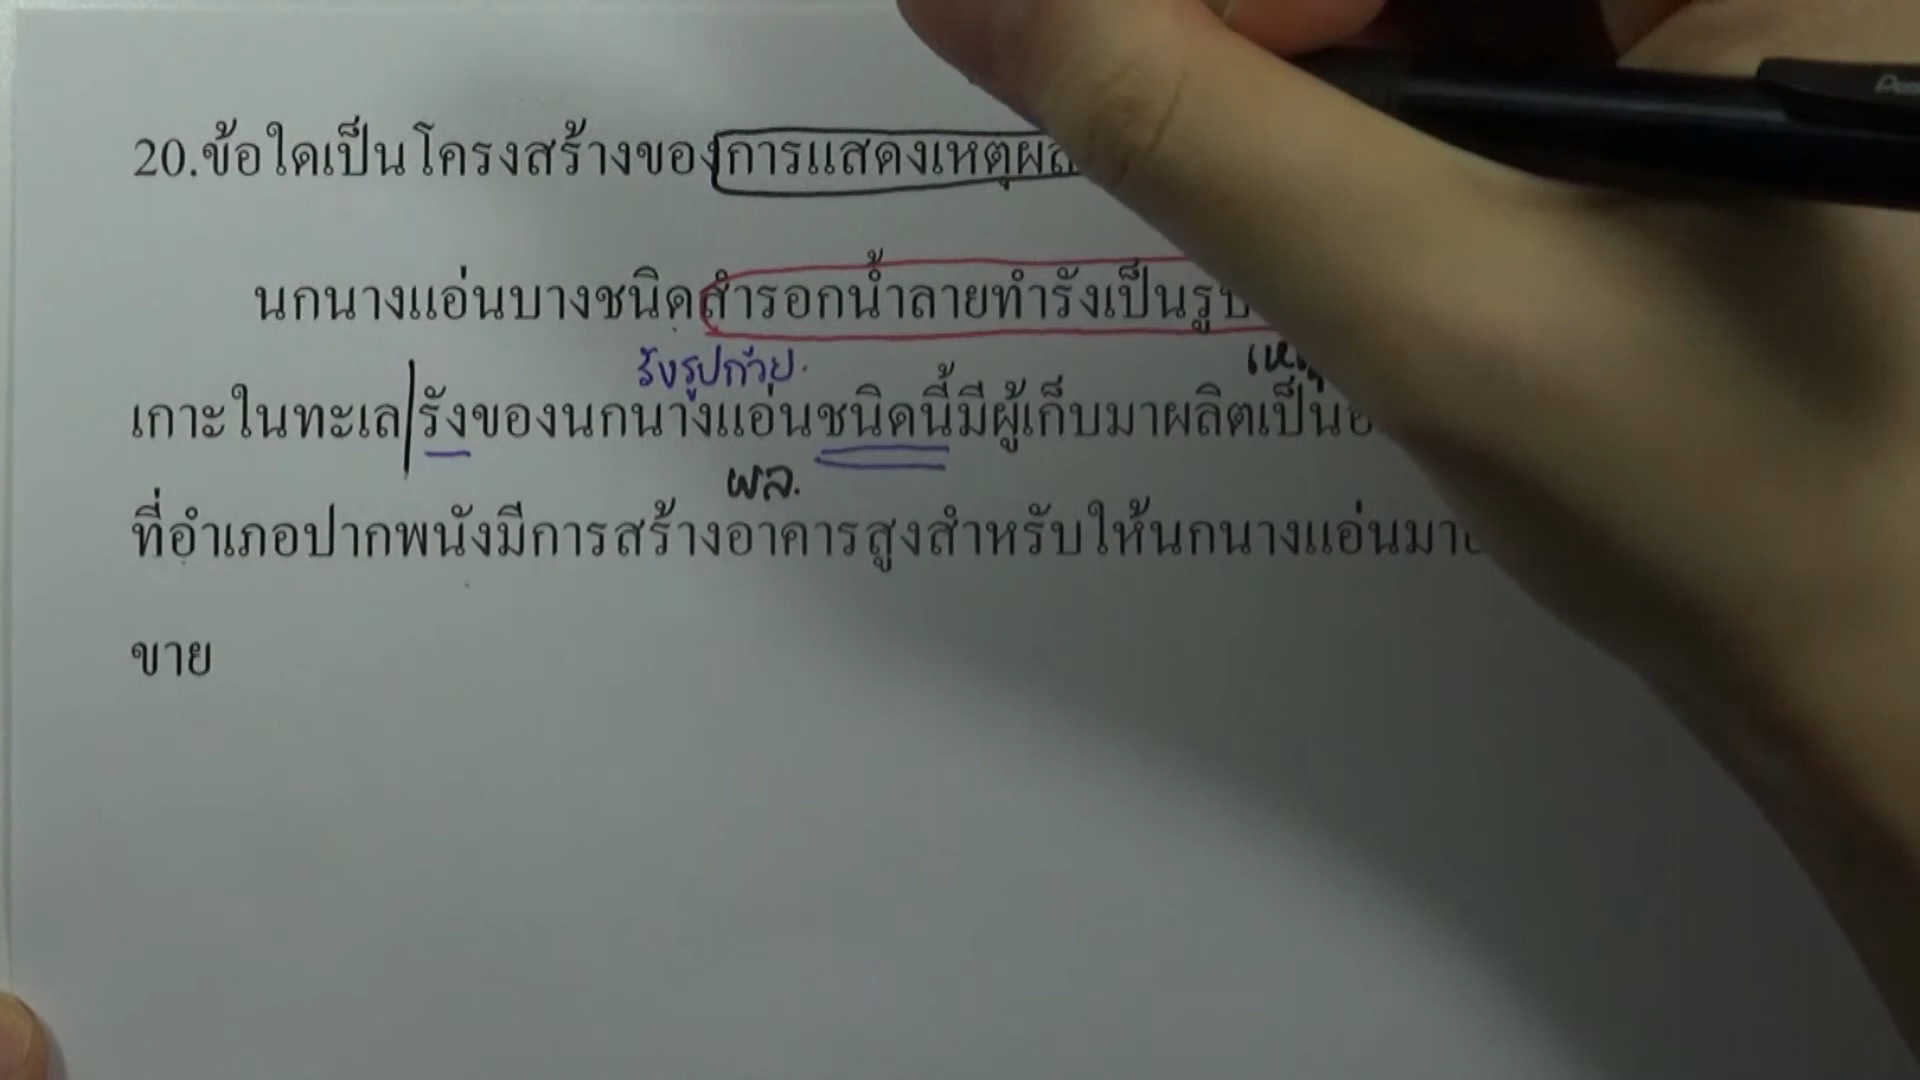 20.ข้อใดเป็นโครงสร้างของการแสดงเหตุผล
นกนางแอ่นบางชนิดสำรอกน้ำลายทำรังเป็นรูป
รังรูปถ้วย.
เกาะในทะเล รังของนกนางแอ่นชนิดนี้มีผู้เก็บมาผลิตเป็น
ผล.
ที่อำเภอปากพนังมีการสร้างอาคารสูงสำหรับให้นกนางแอ่นมา
ขาย